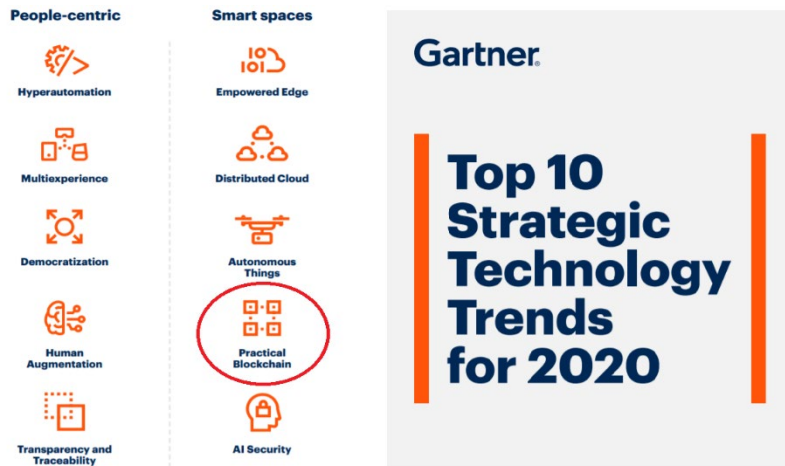 People-centric
Hyperautomation
Multiexperience
Democratization
Human
Augmentation
Transparency and
Traceability
Smart spaces
Empowered Edge
Distributed Cloud
Autonomous
Things
Practical
Blockchain
AI Security
Gartner®
Top 10
Strategic
Technology
Trends
for 2020